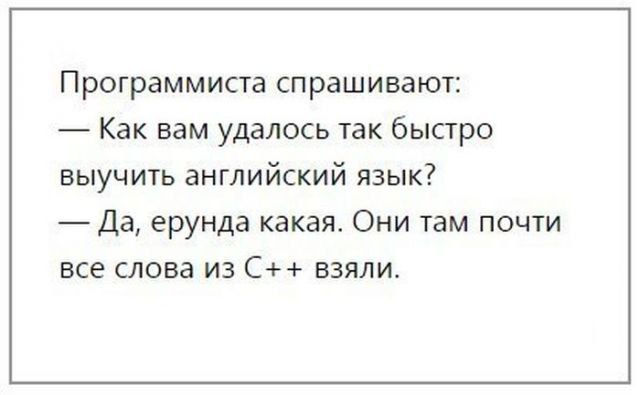 Программиста спрашивают:
— Как вам удалось так быстро
выучить английский язык?
— Да, ерунда какая. Они там почти
все слова из С++ взяли.